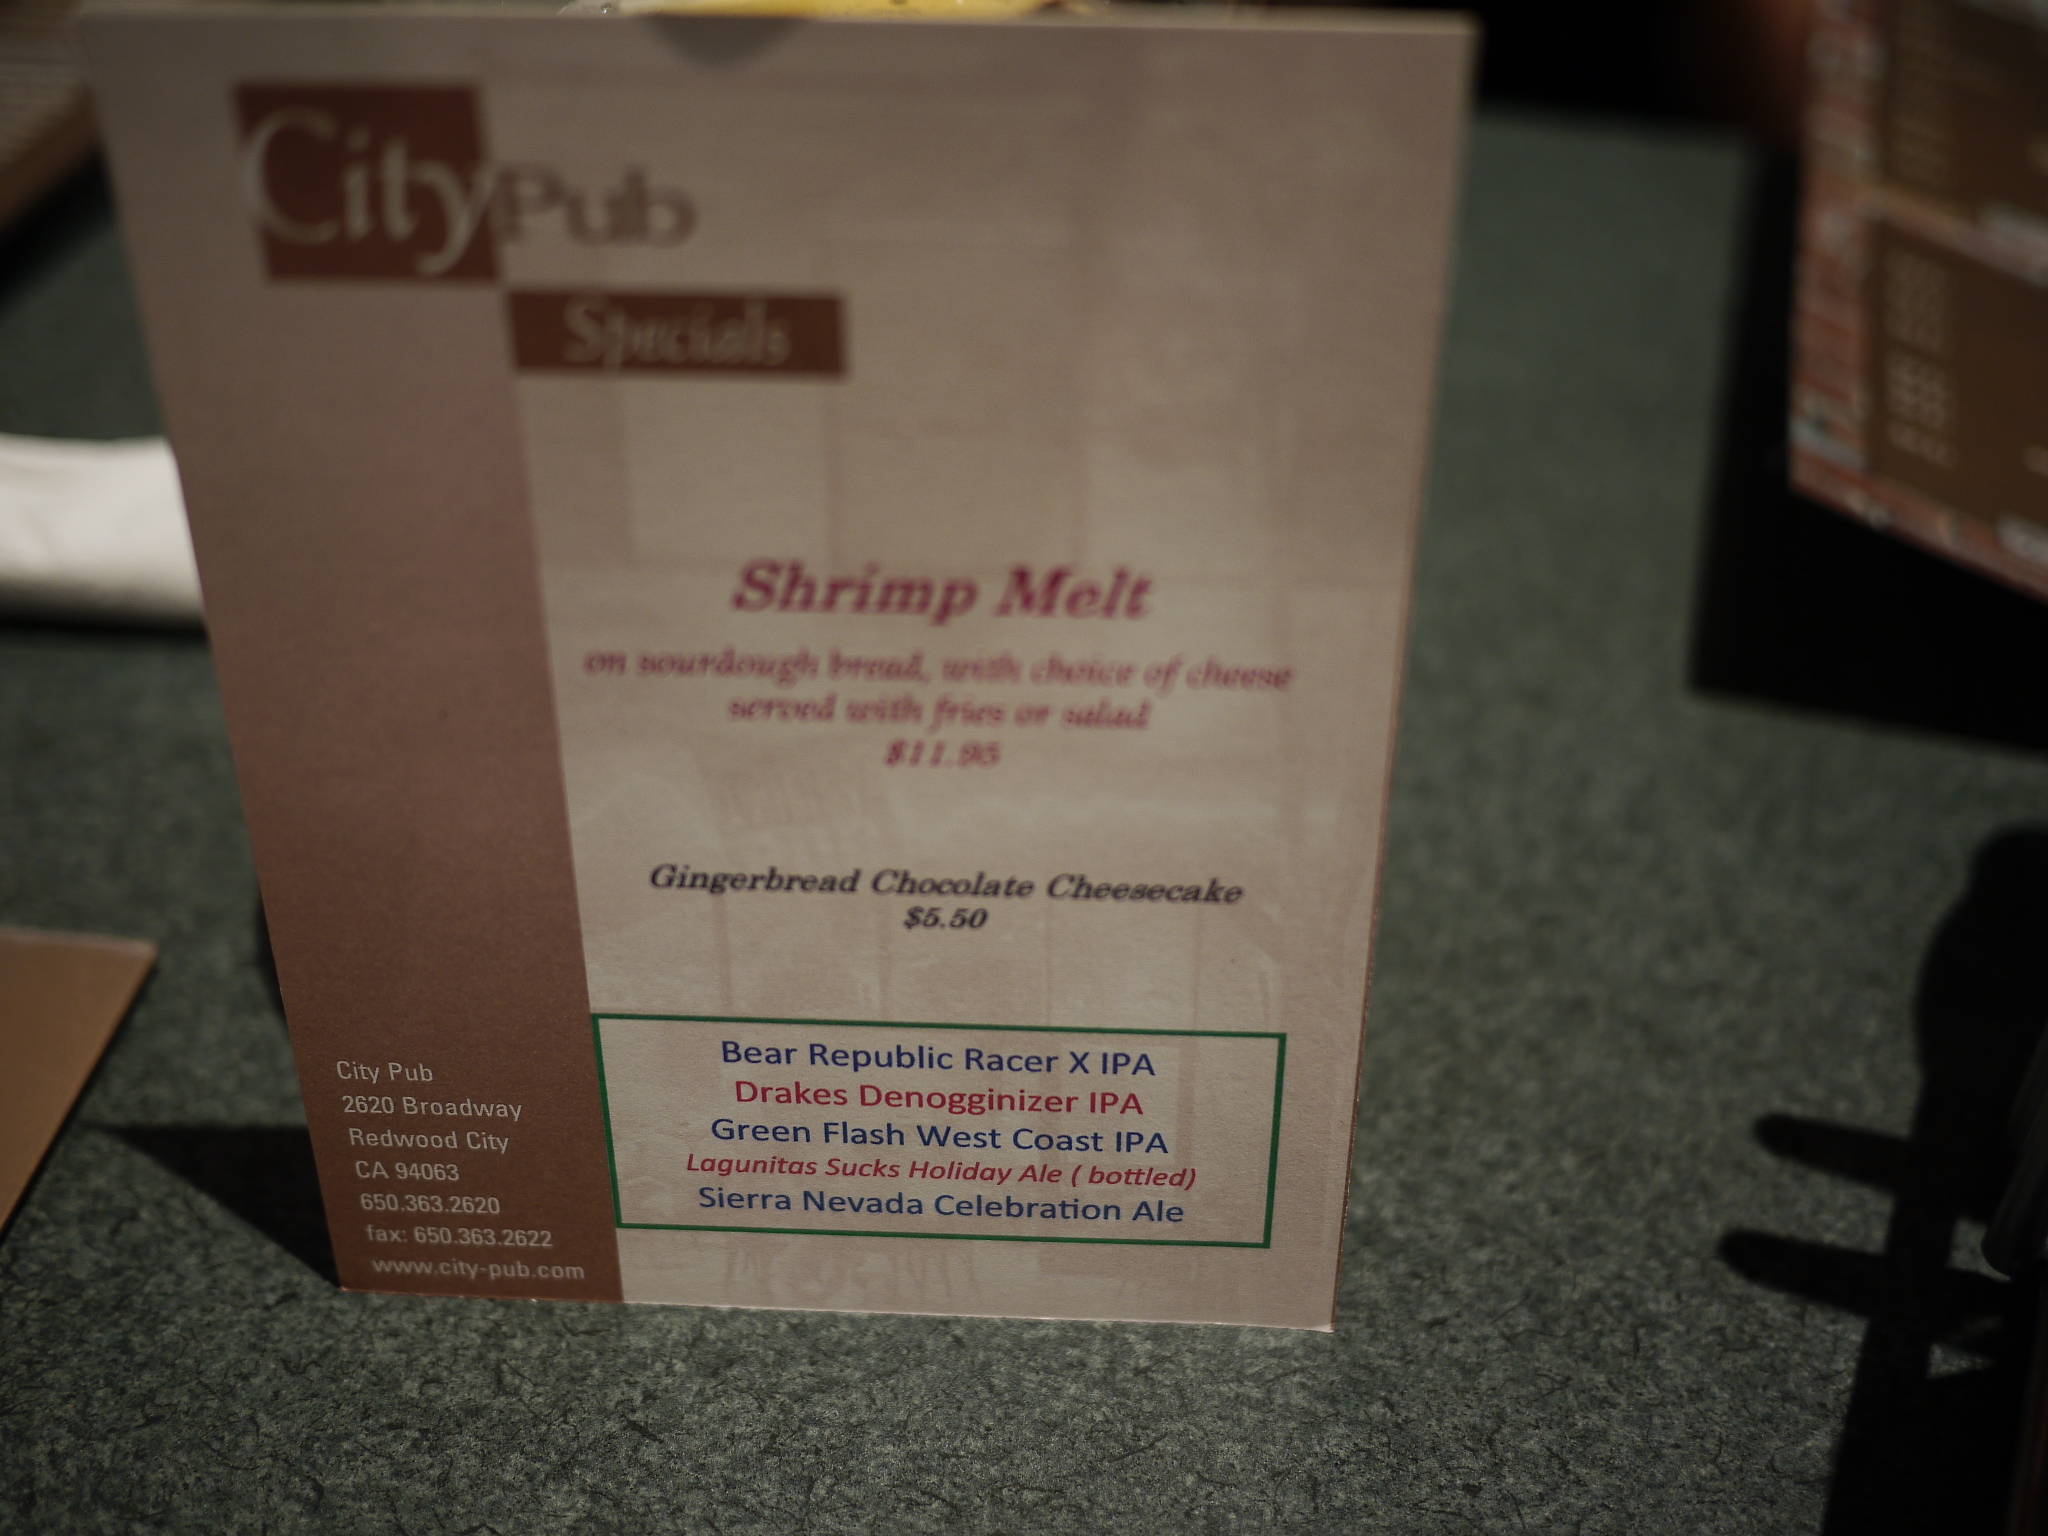 City Pub
Specials
Shrimp Melt
on sourdough bread, with choice of cheese
served with fries or salad
$11.95
Gingerbread Chocolate Cheesecake
$5.50
Bear Republic Racer X IPA
Drakes Denogginizer IPA
Green Flash West Coast IPA
Lagunitas Sucks Holiday Ale ( bottled)
Sierra Nevada Celebration Ale
City Pub
2620 Broadway
Redwood City
CA 94063
650.363.2620
fax: 650.363.2622
www.city-pub.com